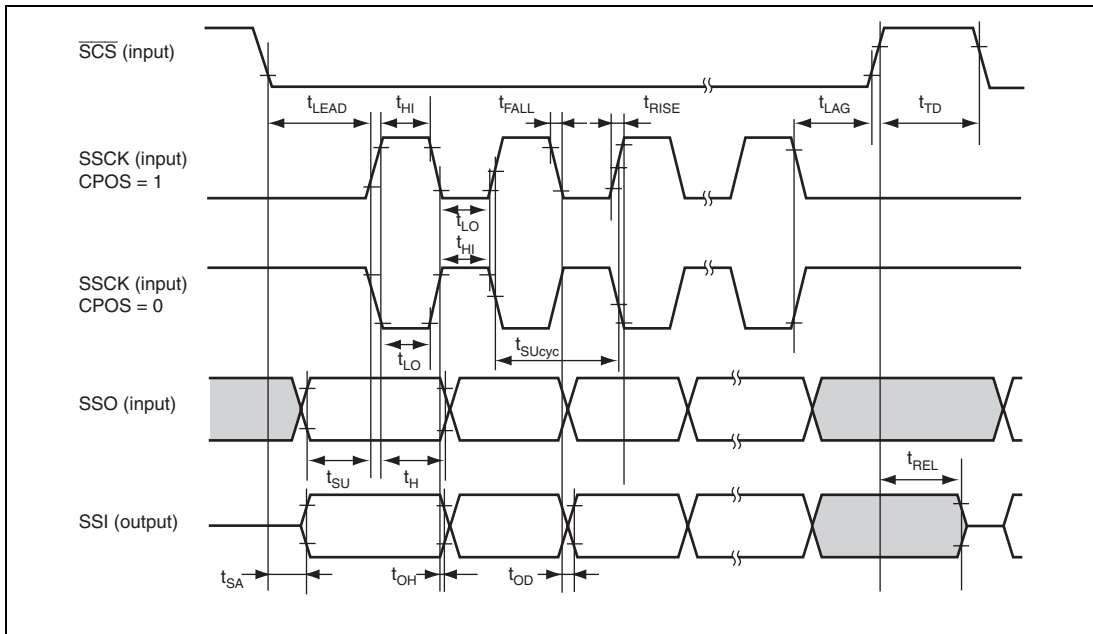 SCS (input)
tLEAD
tHI
tFALL
tRISE
tLAG
tTD
SSCK (input)
CPOS = 1
tLO
tHI
SSCK (input)
CPOS = 0
tLO
tSUcyc
SSO (input)
tSU
tH
tREL
SSI (output)
tSA
tOH
tOD